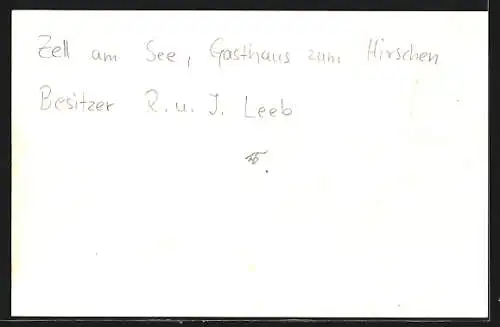 Zell am See, Gasthaus zum Hirschen
Besitzer R. u. J. Leeb